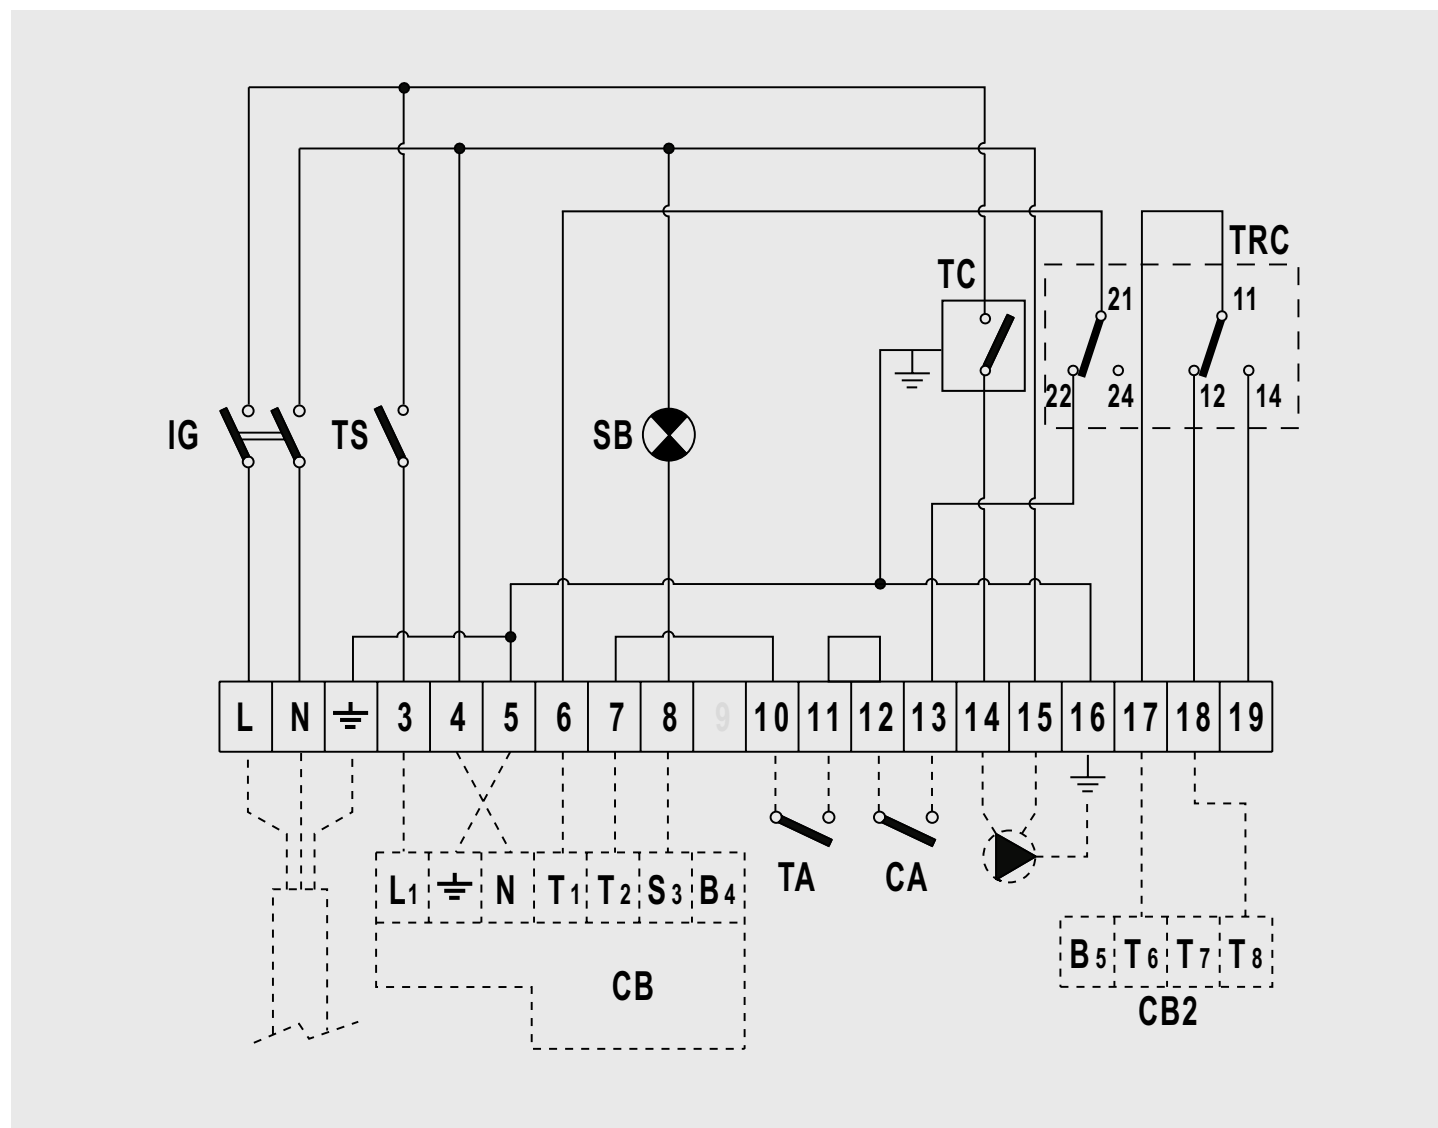 TRC
TC
21 11
22 24 12 14
IG TS SB
L N 3 4 5 6 7 8 9 10 11 12 13 14 15 16 17 18 19
TA CA
L1 N T1 T2 S3 B4
B5 T6 T7 T8
CB
CB2